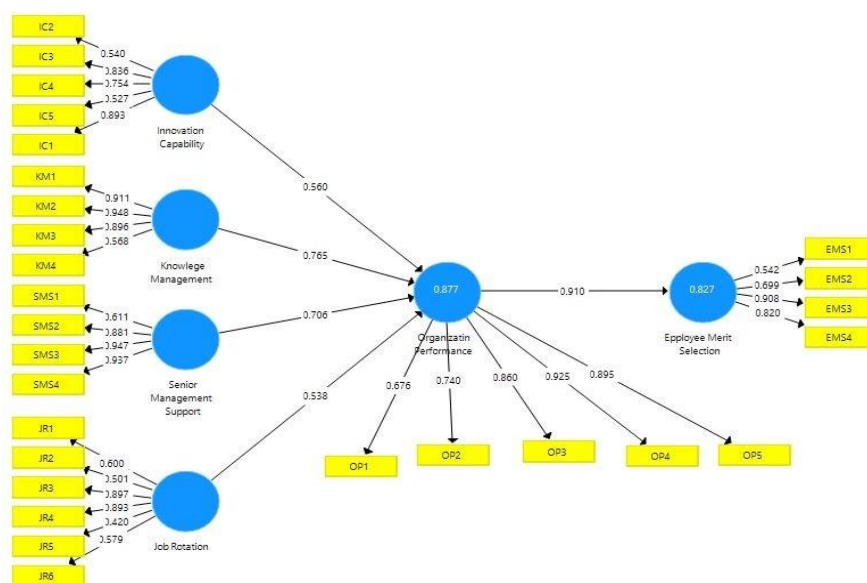 IC2
IC3
IC4
IC5
IC1
0.540
0.836
0.754
0.527
0.893
Innovation
Capability
KM1
KM2
KM3
KM4
0.911
0.948
0.896
0.568
Knowlege
Management
SMS1
SMS2
SMS3
SMS4
0.611
0.881
0.947
0.937
Senior
Management
Support
JR1
JR2
JR3
JR4
JR5
JR6
0.600
0.501
0.897
0.893
0.420
0.579
Job Rotation
0.560
0.765
0.706
0.538
0.877
Organizatin
Performance
0.910
0.676
0.740
0.860
0.925
0.895
OP1
OP2
OP3
OP4
OP5
0.827
Epployee Merit
Selection
0.542
0.699
0.908
0.820
EMS1
EMS2
EMS3
EMS4